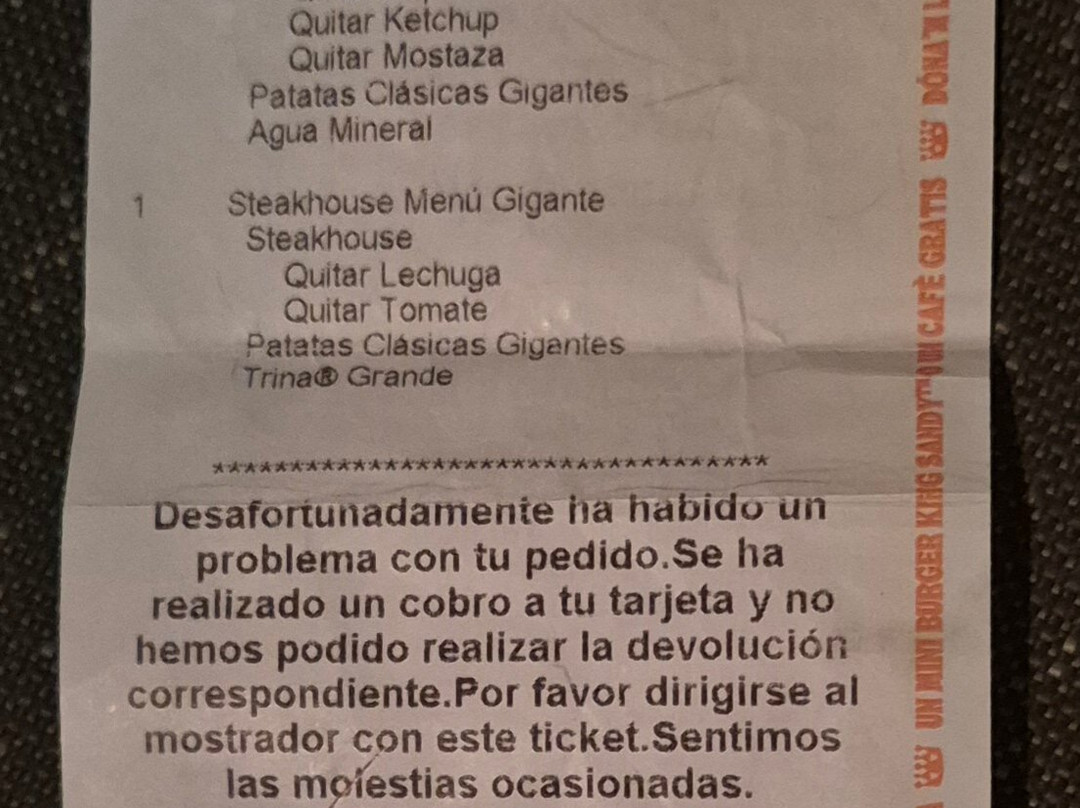 Quitar Ketchup
Quitar Mostaza
Patatas Clásicas Gigantes
Agua Mineral
1 Steakhouse Menú Gigante
Steakhouse
Quitar Lechuga
Quitar Tomate
Patatas Clásicas Gigantes
Trina® Grande
************************************
Desafortunadamente ha habido un
problema con tu pedido.Se ha
realizado un cobro a tu tarjeta y no
hemos podido realizar la devolución
correspondiente.Por favor dirigirse al
mostrador con este ticket.Sentimos
las molestias ocasionadas.
UN MINI BURGER KING SANDY™O UN CAFÈ GRATIS
DÓNA'N